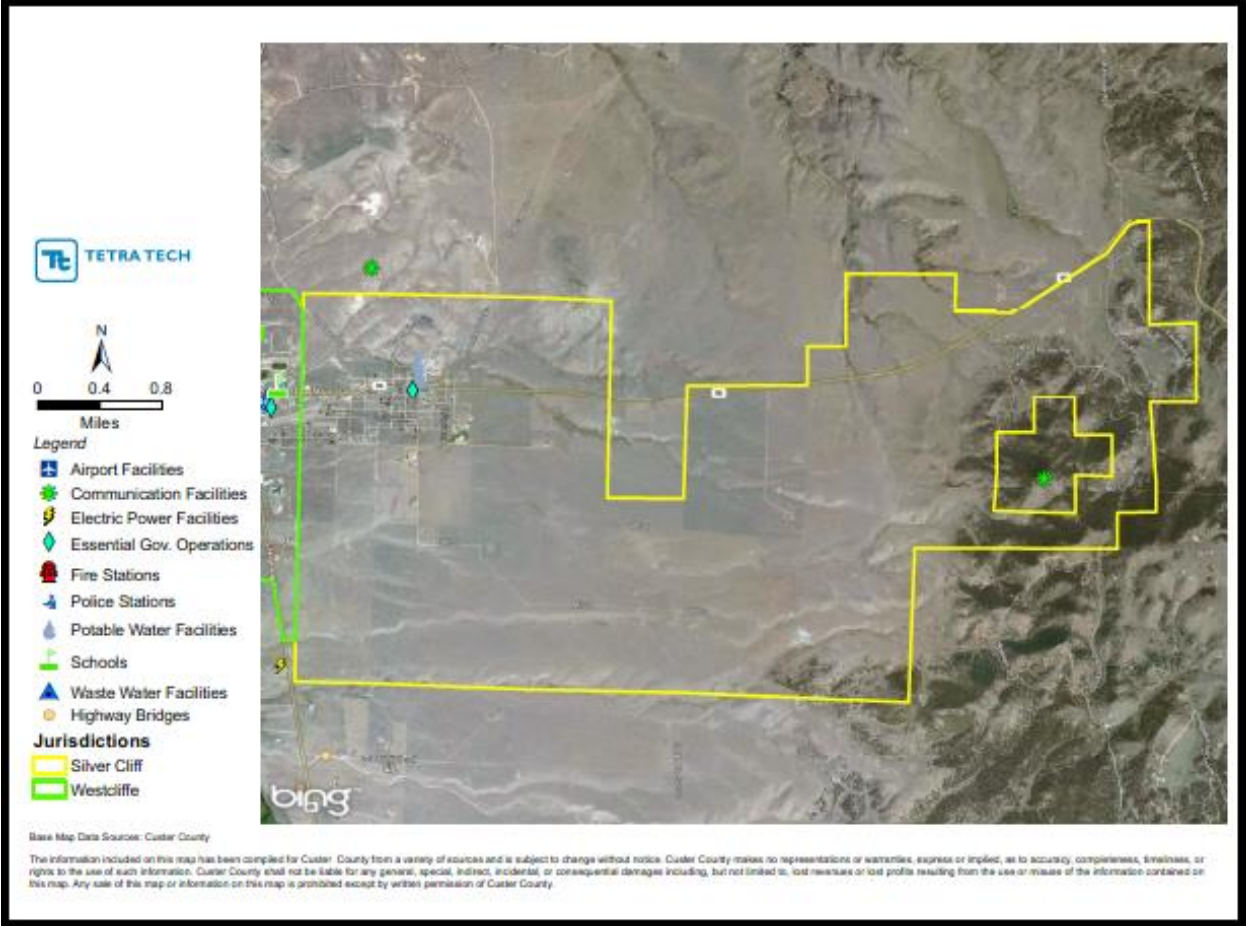 TETRA TECH
N
0 0.4 0.8
Miles
Legend
Airport Facilities
Communication Facilities
Electric Power Facilities
Essential Gov. Operations
Fire Stations
Police Stations
Potable Water Facilities
Schools
Waste Water Facilities
Highway Bridges
Jurisdictions
Silver Cliff
Westcliffe
bing
Base Map Data Sources: Custer County
The information included on this map has been compiled for Custer County from a variety of sources and is subject to change without notice. Custer County makes no representations or warranties, express or implied, as to accuracy, completeness, timeliness, or
rights to the use of such information. Custer County shall not be liable for any general, special, indirect, incidental, or consequential damages including, but not limited to, lost revenues or lost profits resulting from the use or misuse of the information contained on
this map. Any sale of this map or information on this map is prohibited except by written permission of Custer County.